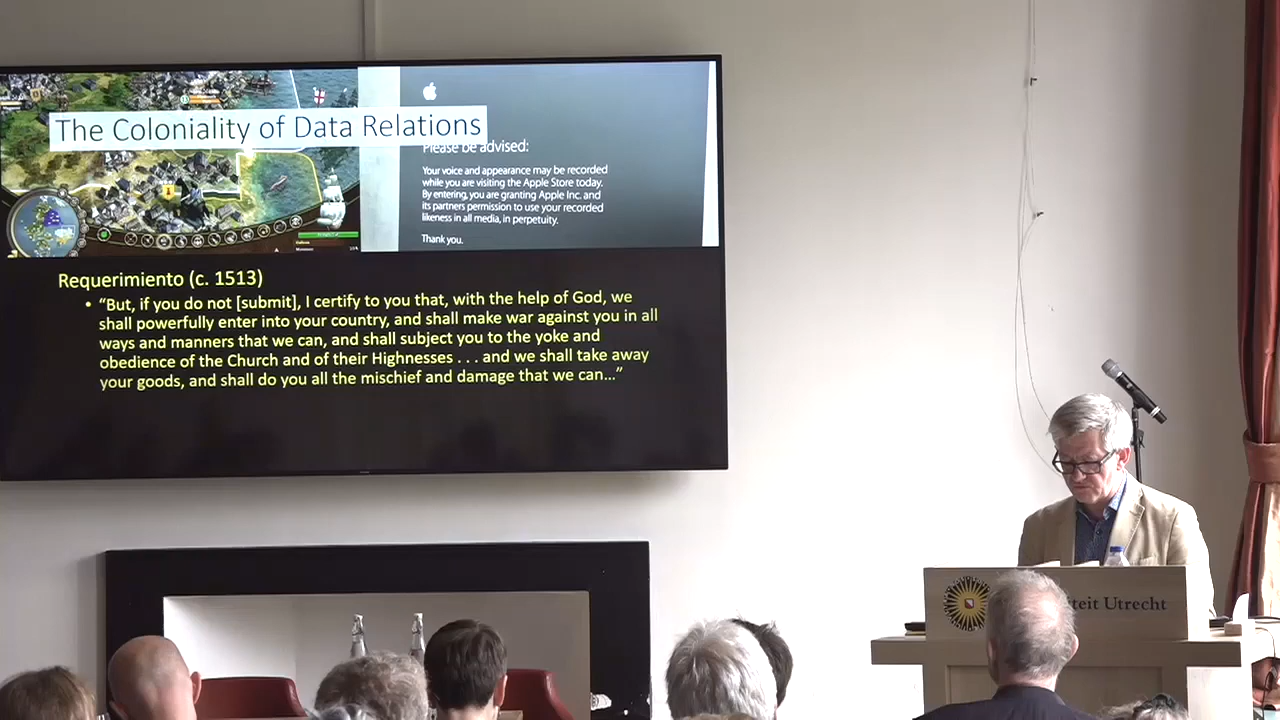 The Coloniality of Data Relations
Please be advised:
Your voice and appearance may be recorded
while you are visiting the Apple Store today.
By entering, you are granting Apple Inc. and
its partners permission to use your recorded
likeness in all media, in perpetuity.
Thank you.
Requerimiento (c. 1513)
• “But, if you do not [submit], I certify to you that, with the help of God, we
shall powerfully enter into your country, and shall make war against you in all
ways and manners that we can, and shall subject you to the yoke and
obedience of the Church and of their Highnesses . . . and we shall take away
your goods, and shall do you all the mischief and damage that we can...”
teit Utrecht